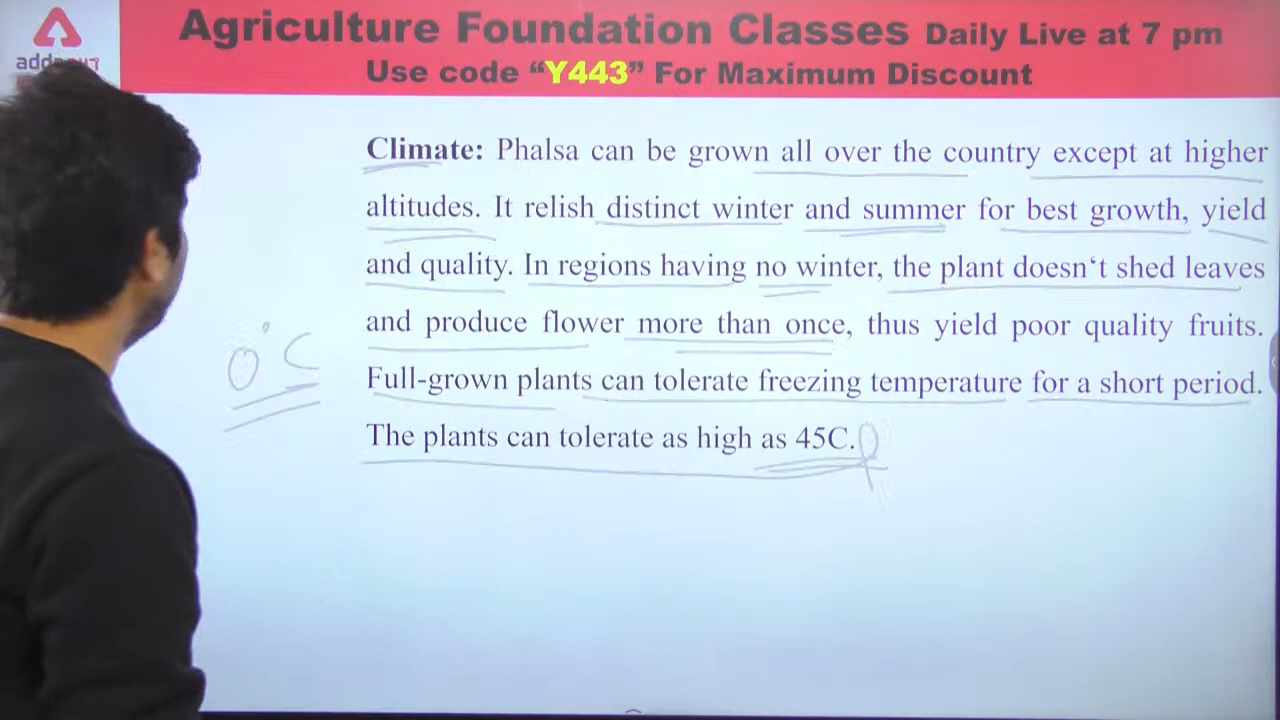 Agriculture Foundation Classes Daily Live at 7 pm
Use code “Y443” For Maximum Discount
Climate: Phalsa can be grown all over the country except at higher
altitudes. It relish distinct winter and summer for best growth, yield
and quality. In regions having no winter, the plant doesn‘t shed leaves
and produce flower more than once, thus yield poor quality fruits.
0°C
Full-grown plants can tolerate freezing temperature for a short period.
The plants can tolerate as high as 45C.